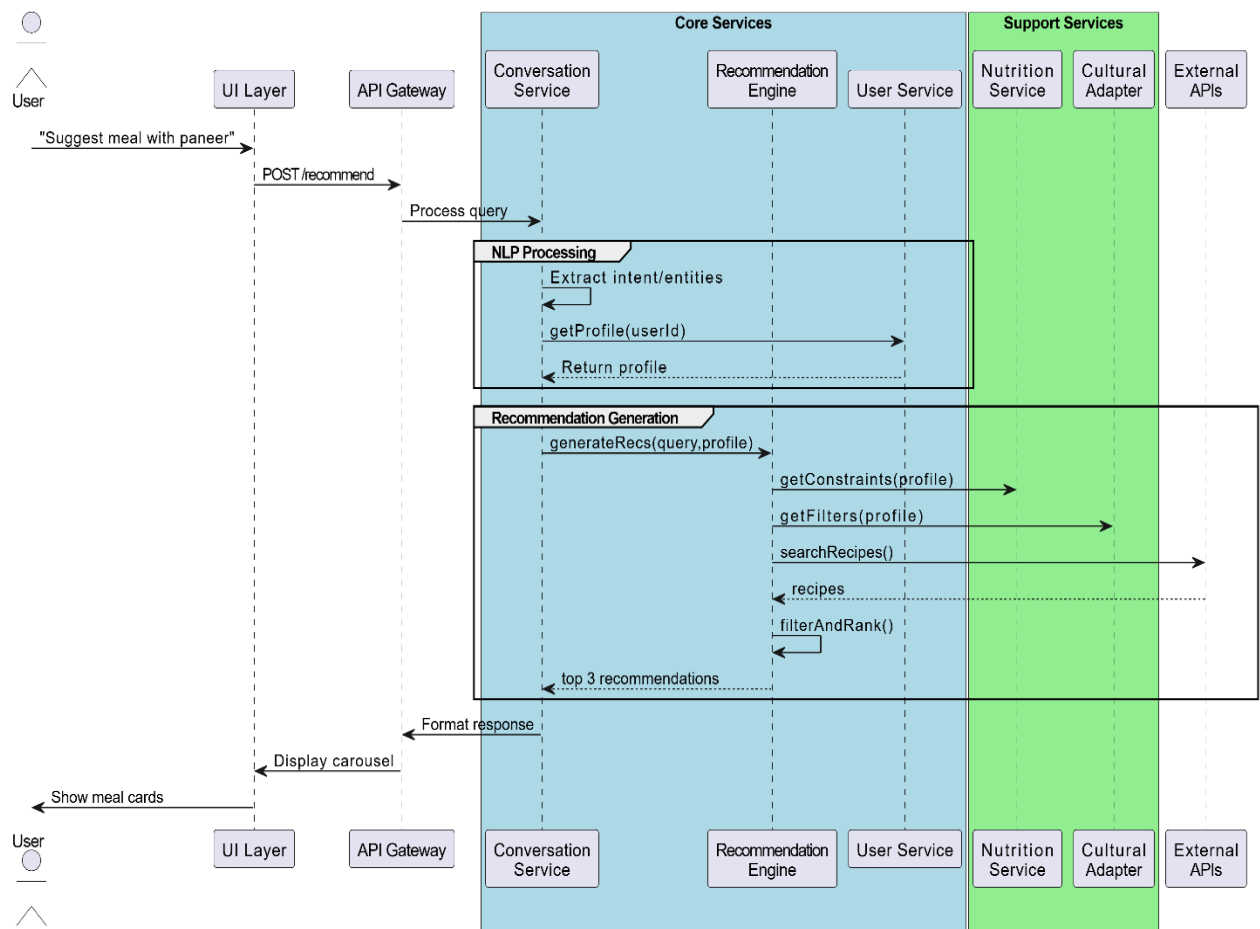 Core Services
Support Services
User
UI Layer
API Gateway
Conversation
Service
Recommendation
Engine
User Service
Nutrition
Service
Cultural
Adapter
External
APIs
"Suggest meal with paneer"
POST /recommend
Process query
NLP Processing
Extract intent/entities
getProfile(userId)
Return profile
Recommendation Generation
generateRecs(query,profile)
getConstraints(profile)
getFilters(profile)
searchRecipes()
recipes
filterAndRank()
top 3 recommendations
Format response
Display carousel
Show meal cards
User
UI Layer
API Gateway
Conversation
Service
Recommendation
Engine
User Service
Nutrition
Service
Cultural
Adapter
External
APIs